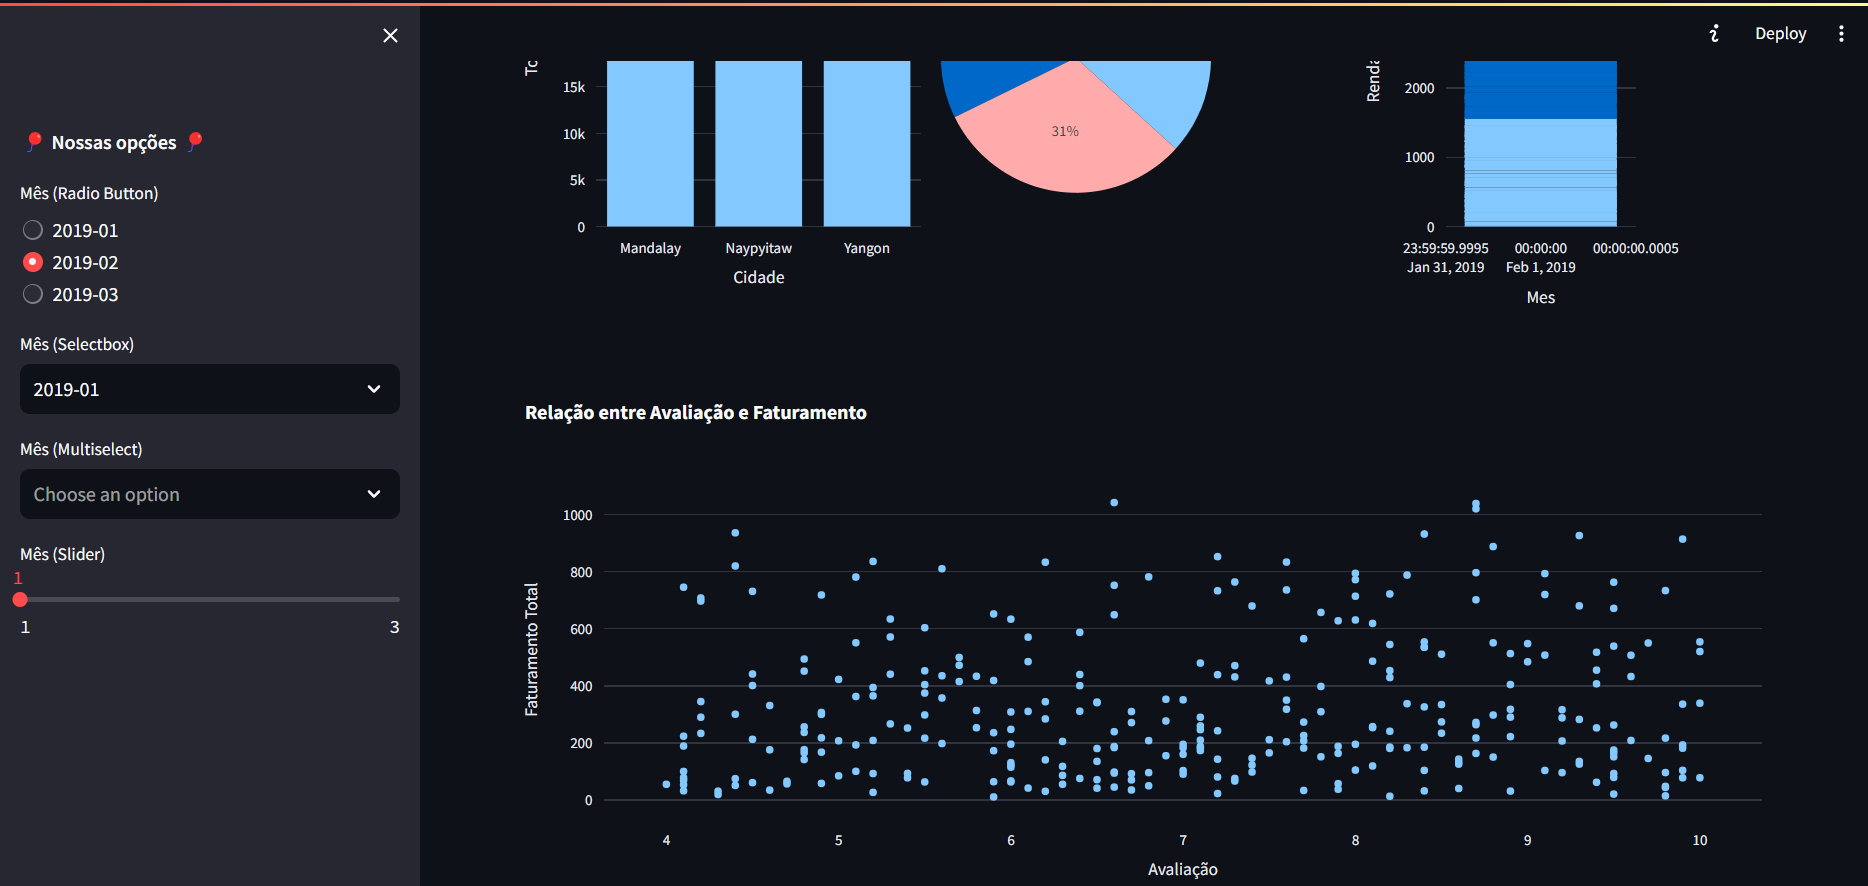 Deploy
🎈 Nossas opções 🎈
Mês (Radio Button)
2019-01
2019-02
2019-03
Mês (Selectbox)
2019-01
Mês (Multiselect)
Choose an option
Mês (Slider)
1
1 3
15k
10k
5k
0
Mandalay Naypyitaw Yangon
Cidade
31%
2000
1000
0
23:59:59.9995 00:00:00 00:00:00.0005
Jan 31, 2019 Feb 1, 2019
Mes
Relação entre Avaliação e Faturamento
Faturamento Total
1000
800
600
400
200
0
4 5 6 7 8 9 10
Avaliação